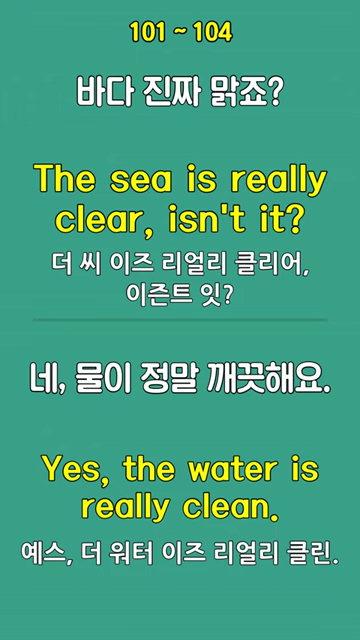 101 ~ 104
바다 진짜 맑죠?
The sea is really
clear, isn't it?
더 씨 이즈 리얼리 클리어,
이즌트 잇?
네, 물이 정말 깨끗해요.
Yes, the water is
really clean.
예스, 더 워터 이즈 리얼리 클린.